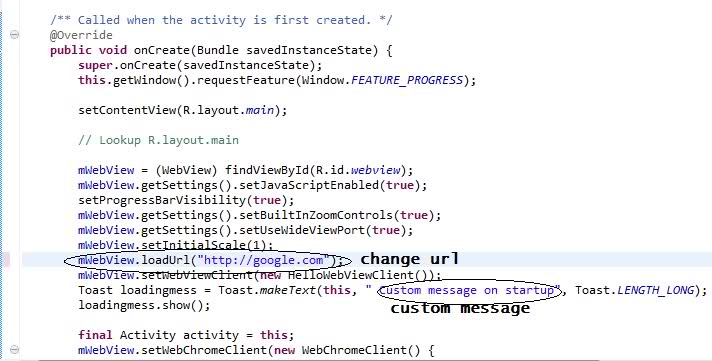 /** Called when the activity is first created. */
@Override
public void onCreate(Bundle savedInstanceState) {
super.onCreate(savedInstanceState);
this.getWindow().requestFeature(Window.FEATURE_PROGRESS);
setContentView(R.layout.main);
// Lookup R.layout.main
mWebView = (WebView) findViewById(R.id.webview);
mWebView.getSettings().setJavaScriptEnabled(true);
setProgressBarVisibility(true);
mWebView.getSettings().setBuiltInZoomControls(true);
mWebView.getSettings().setUseWideViewPort(true);
mWebView.setInitialScale(1);
mWebView.loadUrl("http://google.com"); change url
mWebView.setWebViewClient(new HelloWebViewClient());
Toast loadingmess = Toast.makeText(this, " Custom message on startup", Toast.LENGTH_LONG);
loadingmess.show(); custom message
final Activity activity = this;
mWebView.setWebChromeClient(new WebChromeClient() {